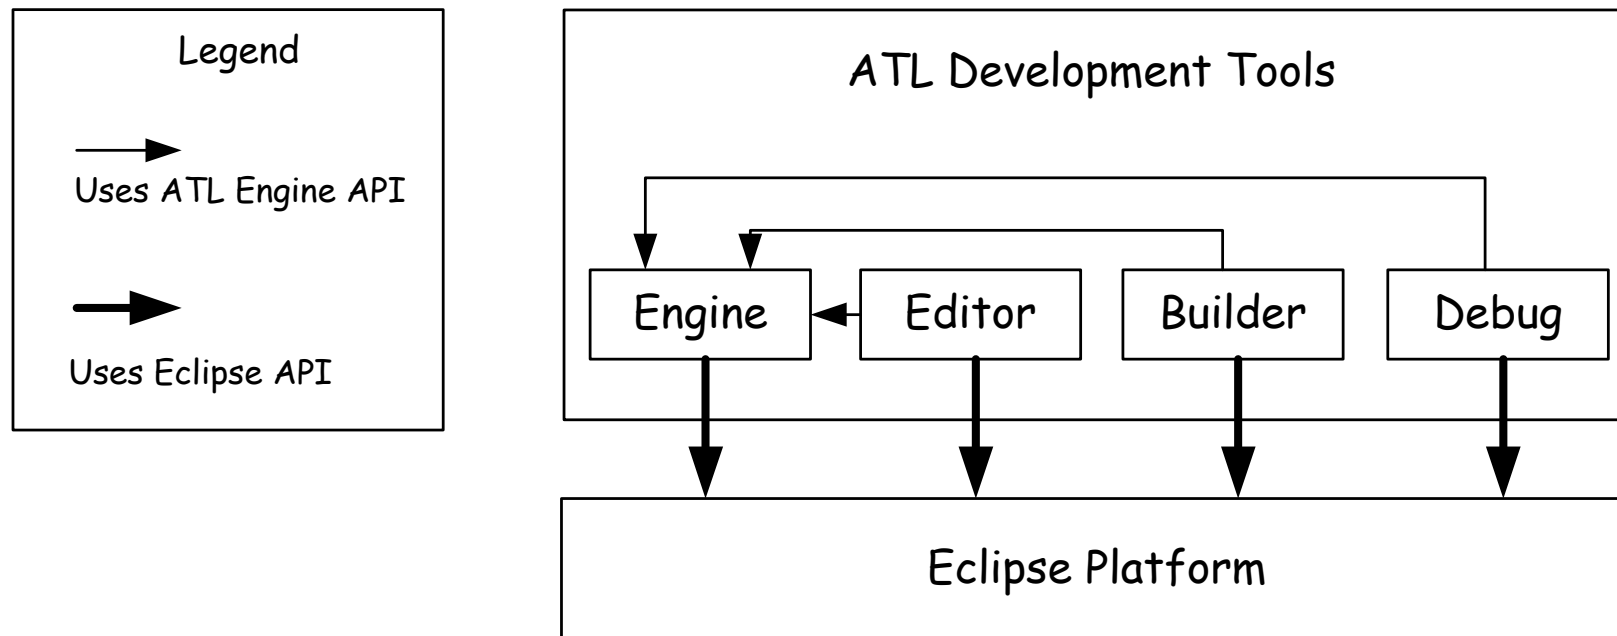 Legend
Uses ATL Engine API
Uses Eclipse API
ATL Development Tools
Engine
Editor
Builder
Debug
Eclipse Platform